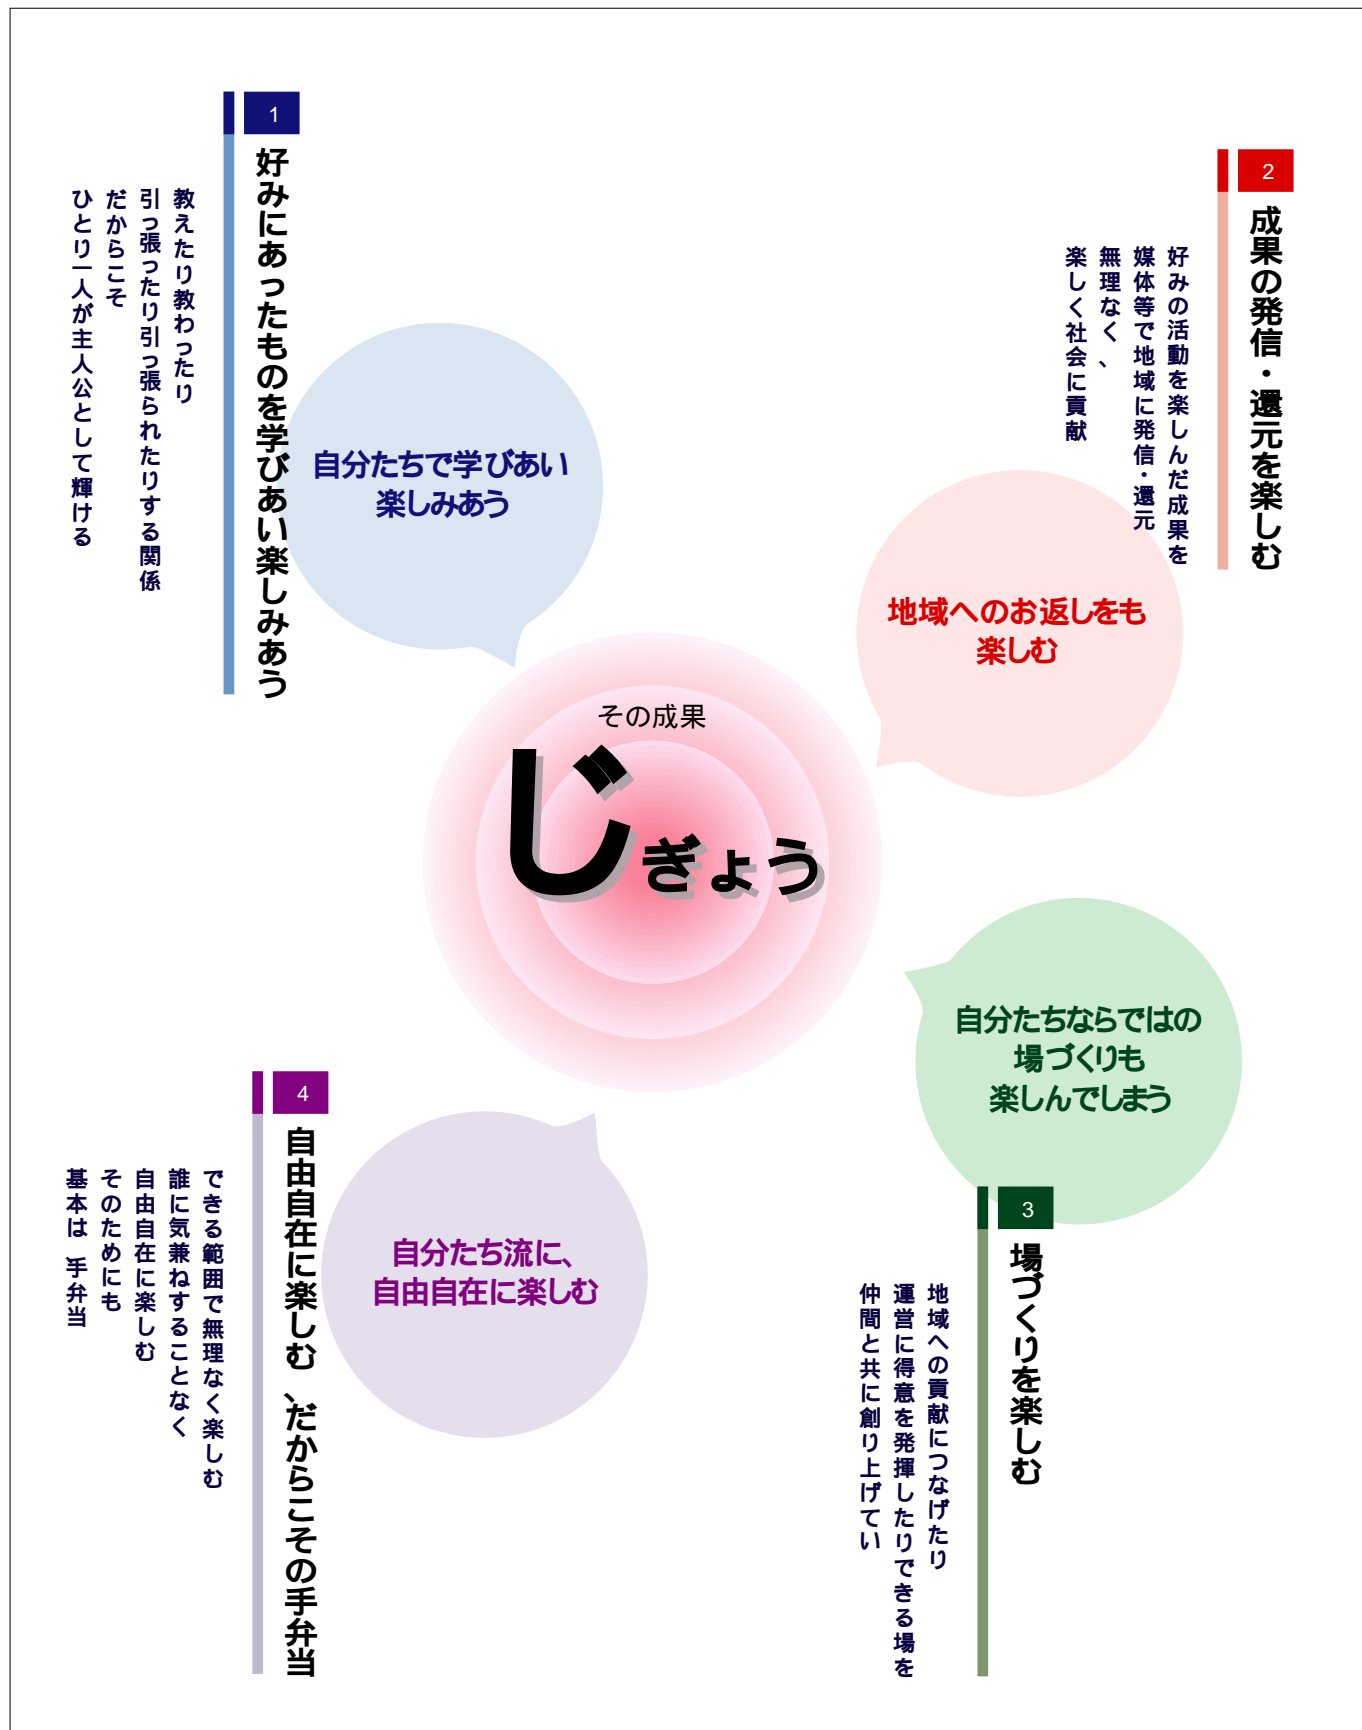 1
好みにあったものを学びあい楽しみあう
教えたり教わったり
引っ張ったり引っ張られたりする関係
だからこそ
ひとり一人が主人公として輝ける
自分たちで学びあい
楽しみあう
2
成果の発信・還元を楽しむ
好みの活動を楽しんだ成果を
媒体等で地域に発信・還元
無理なく、
楽しく社会に貢献
地域へのお返しをも
楽しむ
その成果
じぎょう
自分たちならではの
場づくりも
楽しんでしまう
3
場づくりを楽しむ
地域への貢献につなげたり
運営に得意を発揮したりできる場を
仲間と共に創り上げてい
4
自由自在に楽しむ、だからこその手弁当
できる範囲で無理なく楽しむ
誰に気兼ねすることなく
自由自在に楽しむ
そのためにも
基本は 手弁当
自分たち流に、
自由自在に楽しむ